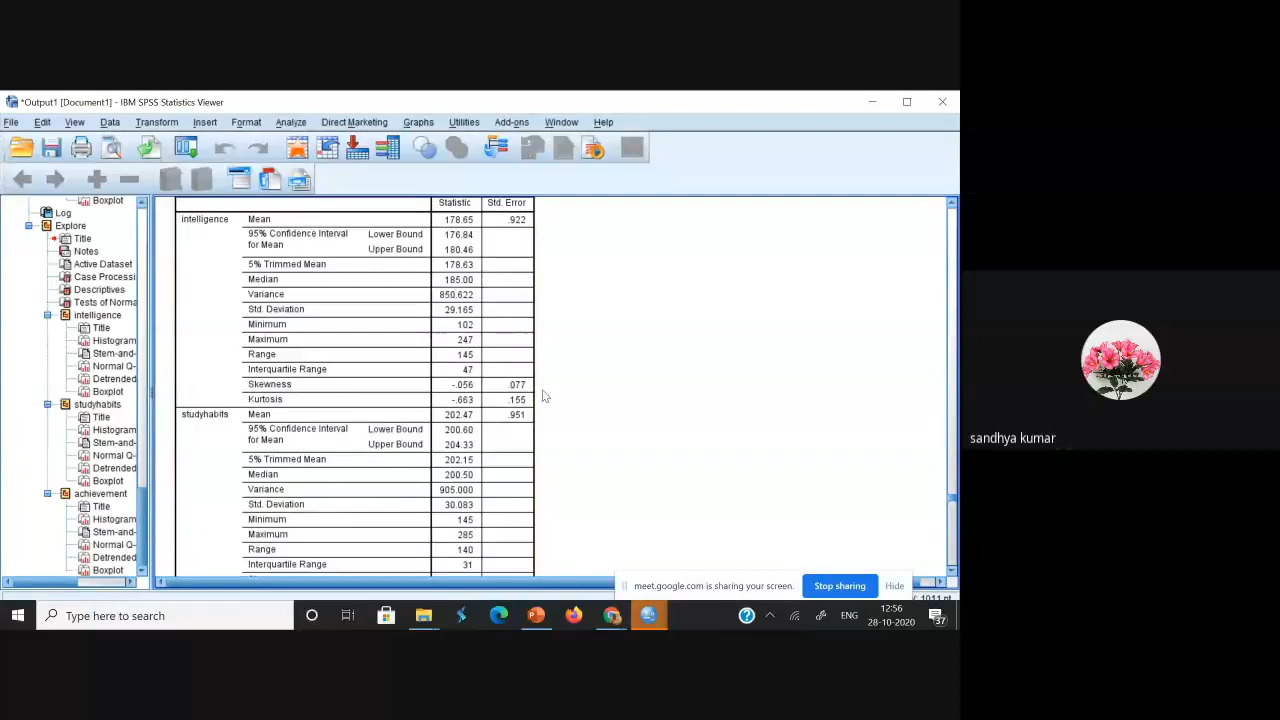 *Output1 [Document1] - IBM SPSS Statistics Viewer
File Edit View Data Transform Insert Format Analyze Direct Marketing Graphs Utilities Add-ons Window Help
Boxplot
Log
Explore
Title
Notes
Active Dataset
Case Processi
Descriptives
Tests of Norma
intelligence
Title
Histogram
Stem-and-
Normal Q-
Detrended
Boxplot
studyhabits
Title
Histogram
Stem-and-
Normal Q-
Detrended
Boxplot
achievement
Title
Histogram
Stem-and-
Normal Q-
Detrended
Boxplot
Statistic Std. Error
intelligence Mean 178.65 .922
95% Confidence Interval for Mean Lower Bound 176.84
Upper Bound 180.46
5% Trimmed Mean 178.63
Median 185.00
Variance 850.622
Std. Deviation 29.165
Minimum 102
Maximum 247
Range 145
Interquartile Range 47
Skewness -.056 .077
Kurtosis -.663 .155
studyhabits Mean 202.47 .951
95% Confidence Interval for Mean Lower Bound 200.60
Upper Bound 204.33
5% Trimmed Mean 202.15
Median 200.50
Variance 905.000
Std. Deviation 30.083
Minimum 145
Maximum 285
Range 140
Interquartile Range 31
meet.google.com is sharing your screen. Stop sharing Hide
Type here to search
ENG
12:56
28-10-2020
37
sandhya kumar